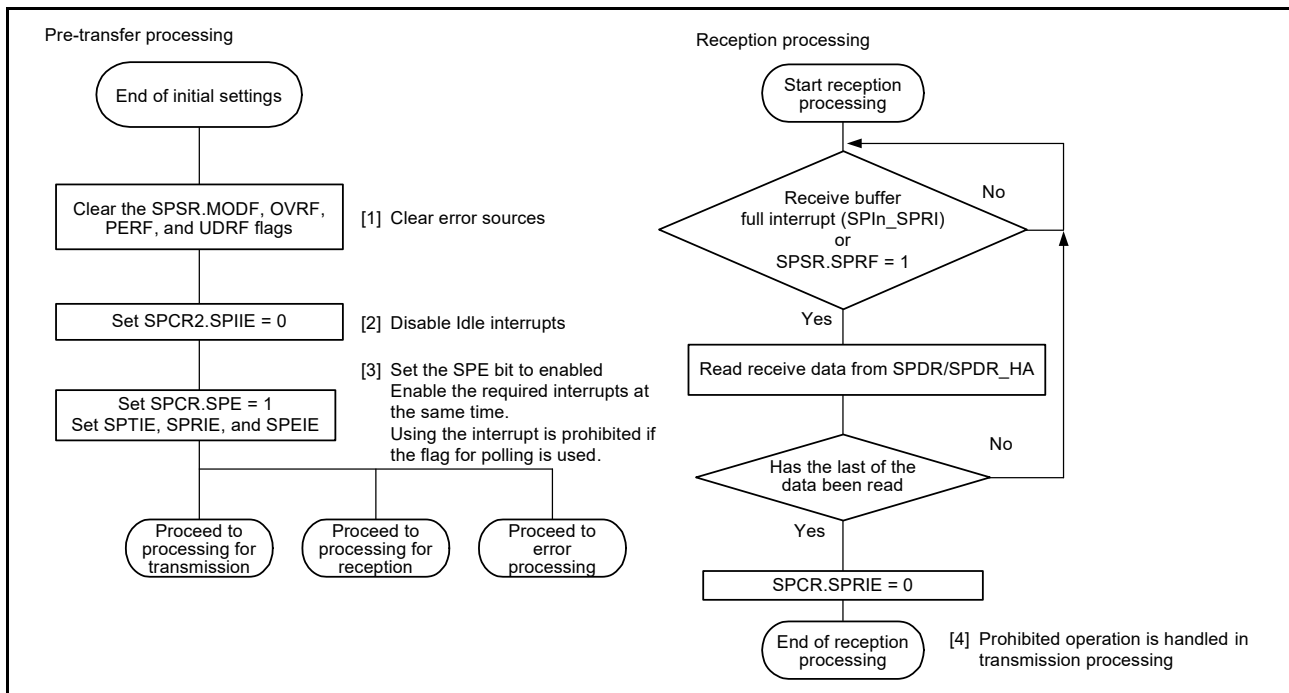 Pre-transfer processing
End of initial settings
Clear the SPSR.MODF, OVRF,
PERF, and UDRF flags
[1] Clear error sources
Set SPCR2.SPIIE = 0
[2] Disable Idle interrupts
Set SPCR.SPE = 1
Set SPTIE, SPRIE, and SPEIE
[3] Set the SPE bit to enabled
Enable the required interrupts at
the same time.
Using the interrupt is prohibited if
the flag for polling is used.
Proceed to
processing for
transmission
Proceed to
processing for
reception
Proceed to
error
processing
Reception processing
Start reception
processing
Receive buffer
full interrupt (SPIn_SPRI)
or
SPSR.SPRF = 1
No
Yes
Read receive data from SPDR/SPDR_HA
Has the last of the
data been read
No
Yes
SPCR.SPRIE = 0
End of reception
processing
[4] Prohibited operation is handled in
transmission processing